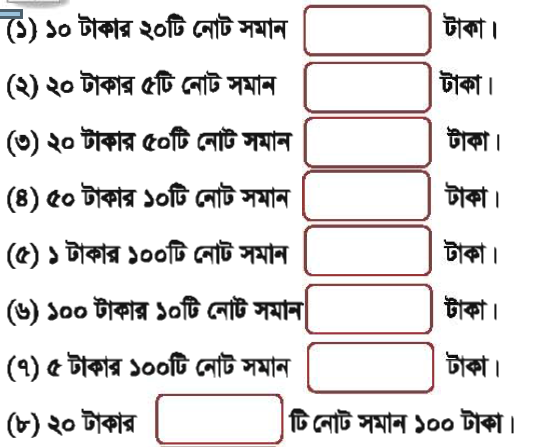 (১) ১০ টাকার ২০টি নোট সমান টাকা।
(২) ২০ টাকার ৫টি নোট সমান টাকা।
(৩) ২০ টাকার ৫০টি নোট সমান টাকা।
(৪) ৫০ টাকার ১০টি নোট সমান টাকা।
(৫) ১ টাকার ১০০টি নোট সমান টাকা।
(৬) ১০০ টাকার ১০টি নোট সমান টাকা।
(৭) ৫ টাকার ১০০টি নোট সমান টাকা।
(৮) ২০ টাকার টি নোট সমান ১০০ টাকা।